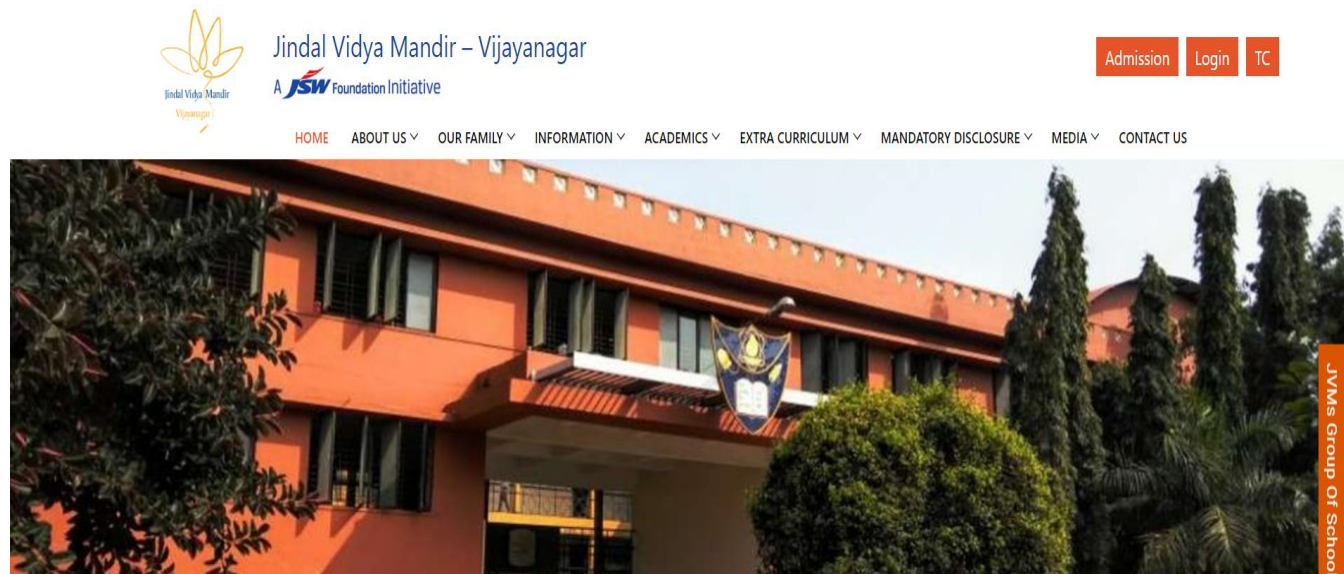 Jindal Vidya Mandir
Vijayanagar
Jindal Vidya Mandir – Vijayanagar
A JSW Foundation Initiative
Admission Login TC
HOME ABOUT US OUR FAMILY INFORMATION ACADEMICS EXTRA CURRICULUM MANDATORY DISCLOSURE MEDIA CONTACT US
JVMs Group Of Schoo